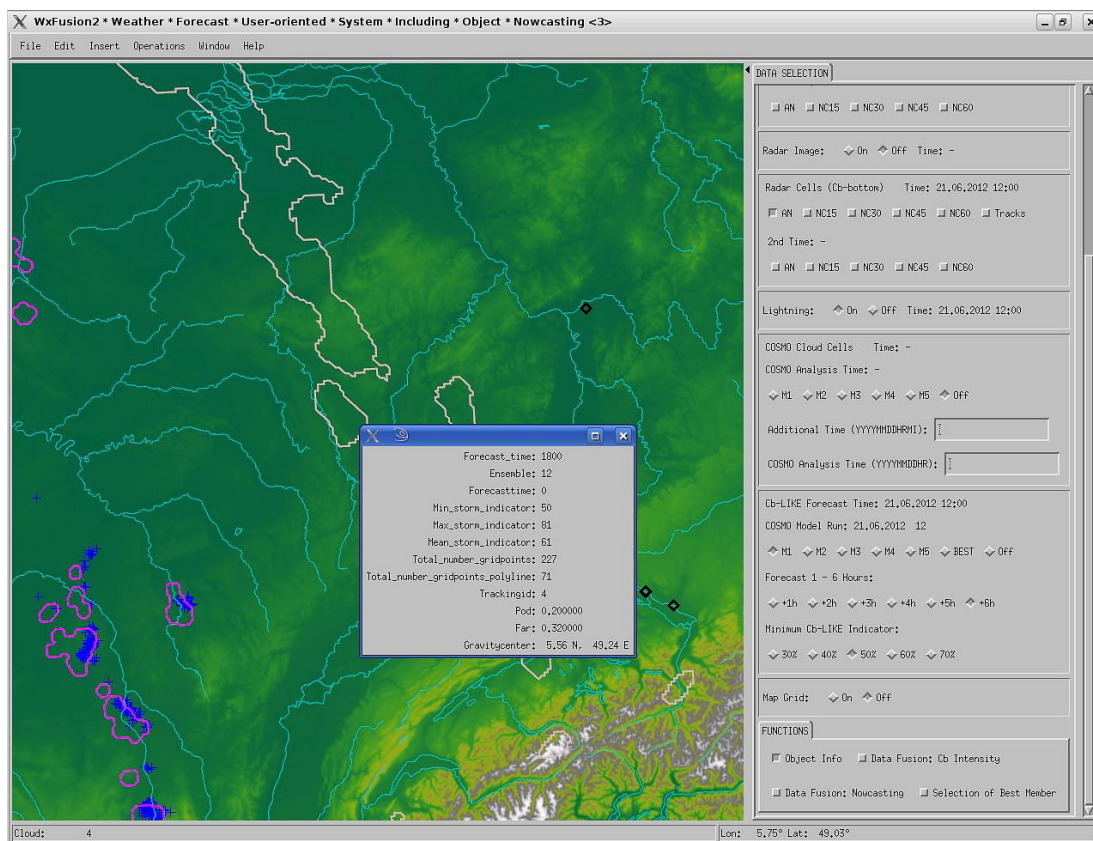 WxFusion2 * Weather * Forecast * User-oriented * System * Including * Object * Nowcasting <3>
File Edit Insert Operations Window Help
DATA SELECTION
AN NC15 NC30 NC45 NC60
Radar Image: On Off Time: -
Radar Cells (Cb-bottom) Time: 21.06.2012 12:00
AN NC15 NC30 NC45 NC60 Tracks
2nd Time: -
AN NC15 NC30 NC45 NC60
Lightning: On Off Time: 21.06.2012 12:00
COSMO Cloud Cells Time: -
COSMO Analysis Time: -
M1 M2 M3 M4 M5 Off
Additional Time (YYYYMMDDHRMI):
COSMO Analysis Time (YYYYMMDDHR):
Cb-LIKE Forecast Time: 21.06.2012 12:00
COSMO Model Run: 21.06.2012 12
M1 M2 M3 M4 M5 BEST Off
Forecast 1 - 6 Hours:
+1h +2h +3h +4h +5h +6h
Minimum Cb-LIKE Indicator:
30% 40% 50% 60% 70%
Map Grid: On Off
FUNCTIONS
Object Info Data Fusion: Cb Intensity
Data Fusion: Nowcasting Selection of Best Member
Forecast_time: 1800
Ensemble: 12
Forecasttime: 0
Min_storm_indicator: 50
Max_storm_indicator: 81
Mean_storm_indicator: 61
Total_number_gridpoints: 227
Total_number_gridpoints_polyline: 71
Trackingid: 4
Pod: 0.200000
Far: 0.320000
Gravitycenter: 5.56 N, 49.24 E
Cloud: 4
Lon: 5.75° Lat: 49.03°